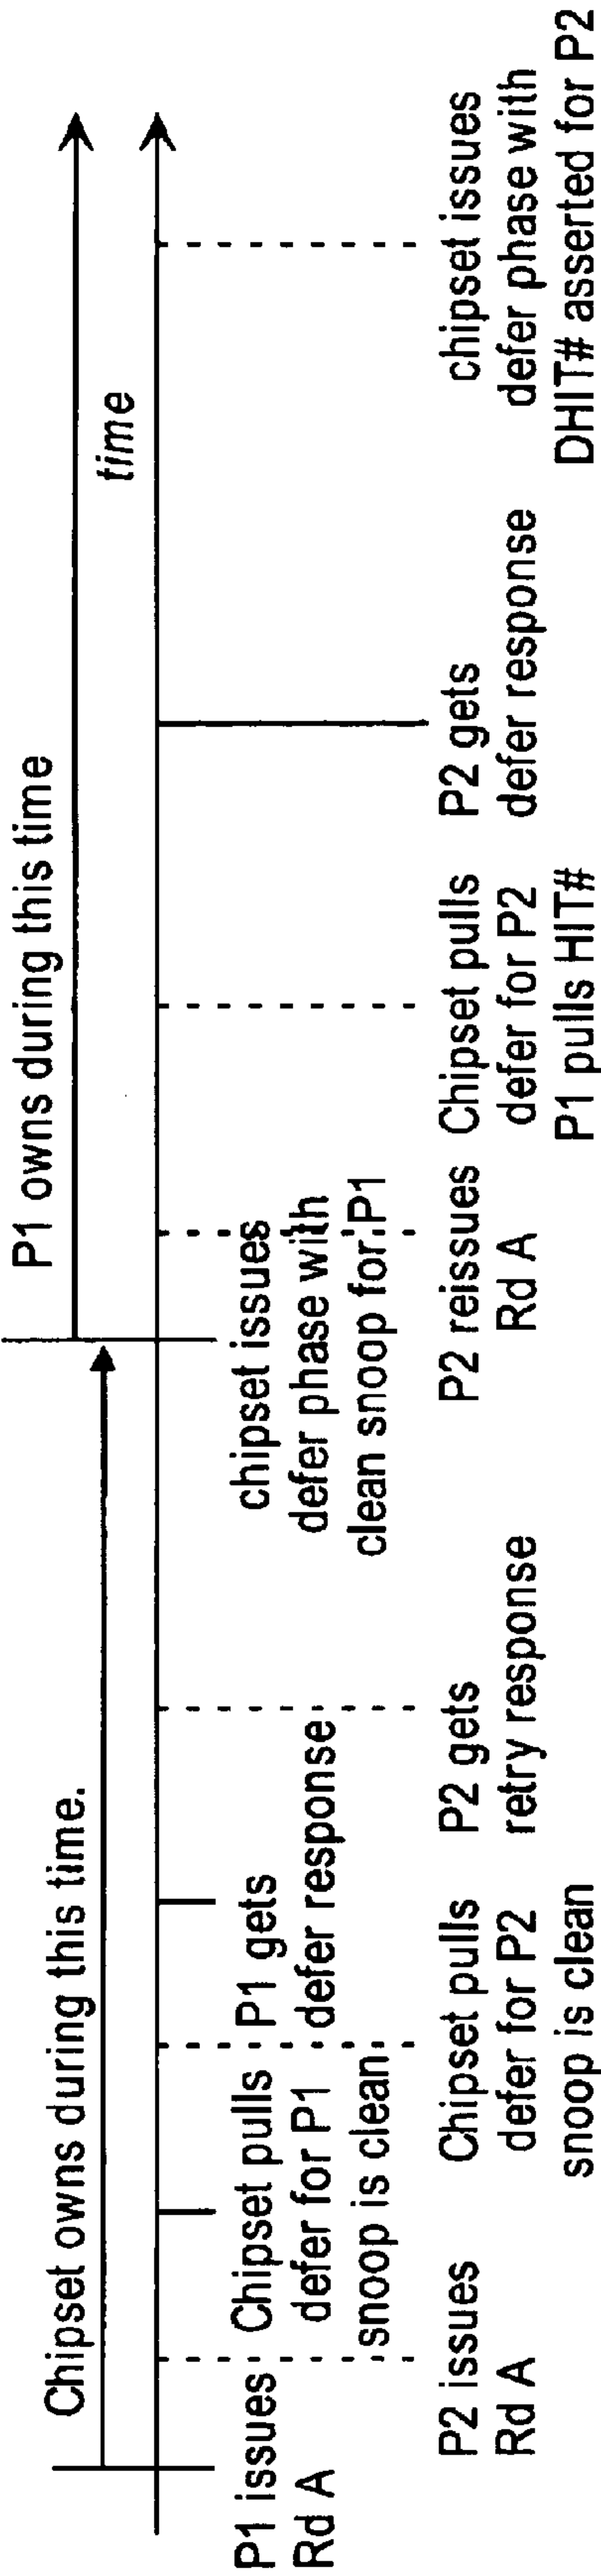 Chipset owns during this time.
P1 owns during this time
time
P1 issues
Rd A
Chipset pulls
defer for P1
snoop is clean
P1 gets
defer response
chipset issues
defer phase with
clean snoop for P1
P2 issues
Rd A
Chipset pulls
defer for P2
snoop is clean
P2 gets
retry response
P2 reissues
Rd A
Chipset pulls
defer for P2
P1 pulls HIT#
P2 gets
defer response
chipset issues
defer phase with
DHIT# asserted for P2